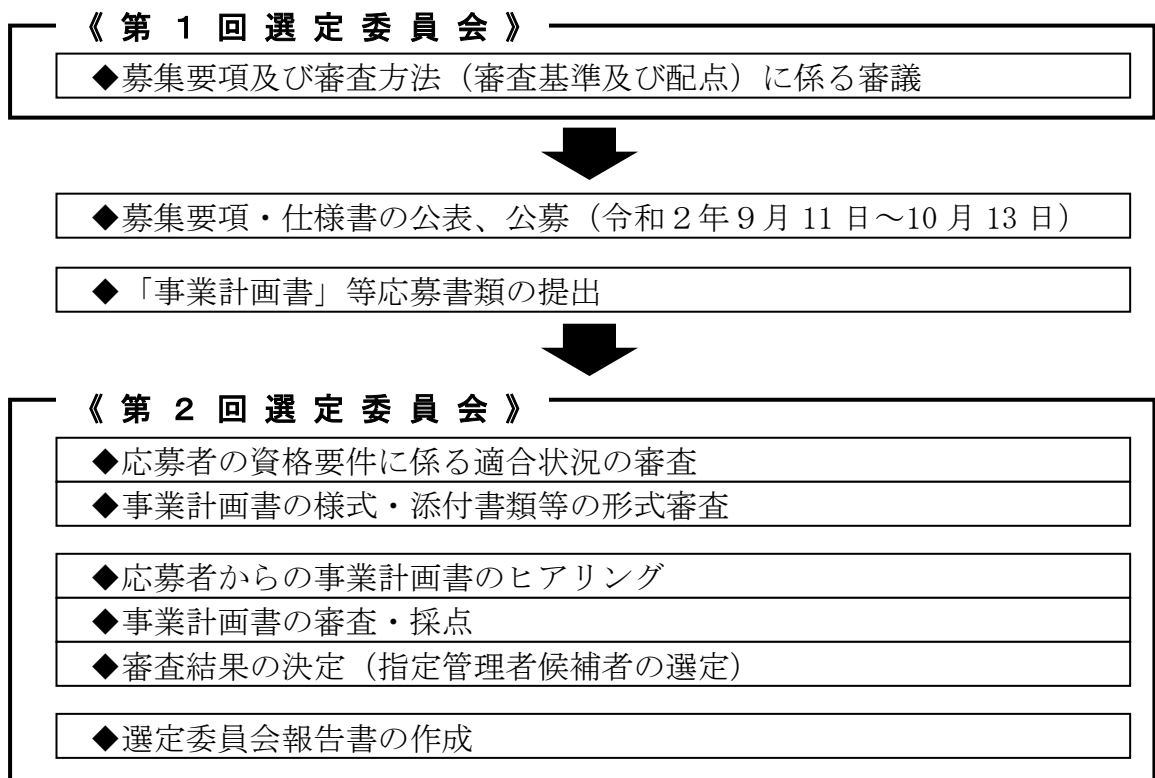 《第１回選定委員会》
◆募集要項及び審査方法（審査基準及び配点）に係る審議
◆募集要項・仕様書の公表、公募（令和２年９月 11 日～10 月 13 日）
◆「事業計画書」等応募書類の提出
《第２回選定委員会》
◆応募者の資格要件に係る適合状況の審査
◆事業計画書の様式・添付書類等の形式審査
◆応募者からの事業計画書のヒアリング
◆事業計画書の審査・採点
◆審査結果の決定（指定管理者候補者の選定）
◆選定委員会報告書の作成